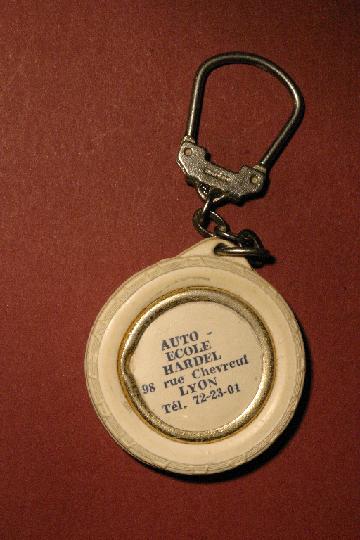 AUTO -
ECOLE
HARDEL
98 rue Chevreul
LYON
Tél. 72-23-01